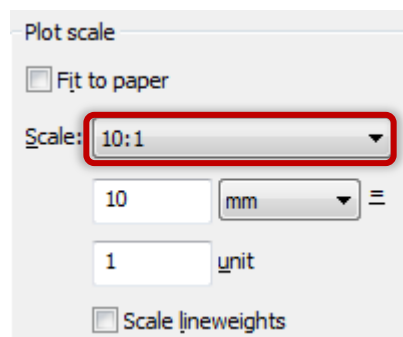 Plot scale
Fit to paper
Scale: 10:1
10 mm =
1 unit
Scale lineweights